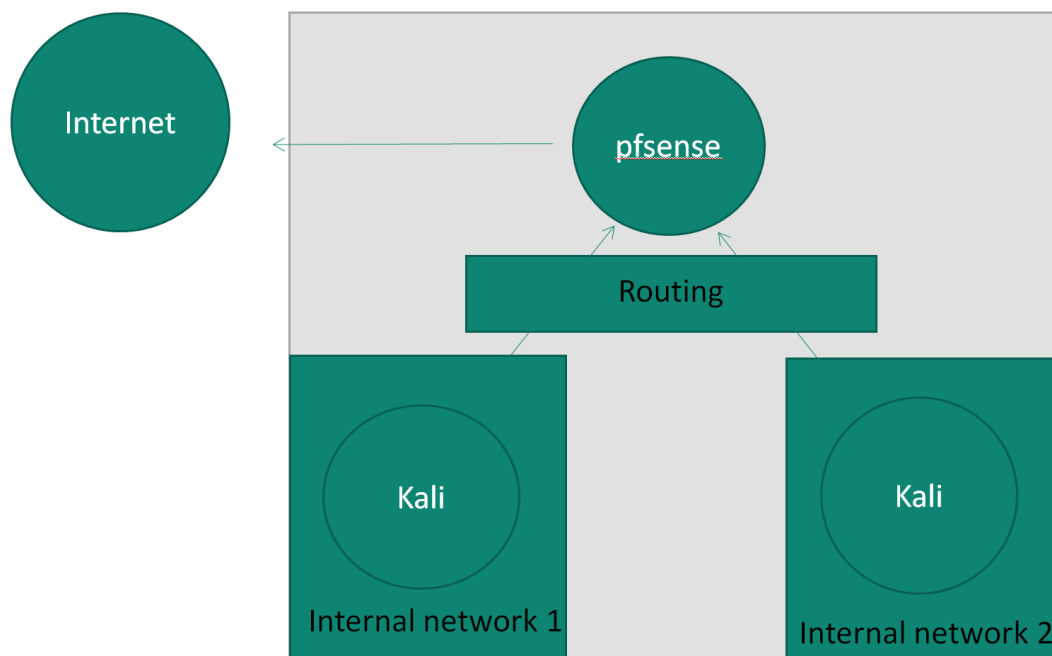 Internet
pfsense
Routing
Kali
Kali
Internal network 1
Internal network 2